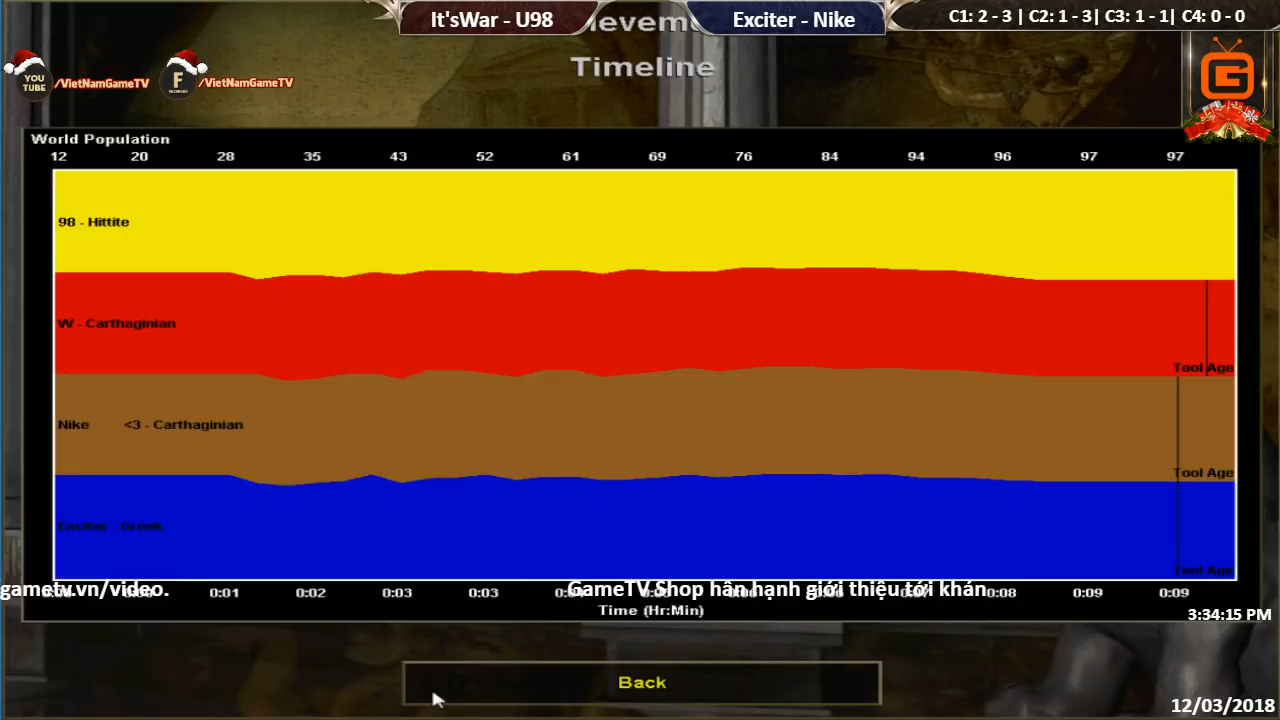 It'sWar - U98
Exciter - Nike
C1: 2 - 3 | C2: 1 - 3| C3: 1 - 1| C4: 0 - 0
Timeline
YOU
TUBE
/VietNamGameTV
F
FACEBOOK
/VietNamGameTV
G
World Population
12 20 28 35 43 52 61 69 76 84 94 96 97 97
98 - Hittite
W - Carthaginian
Tool Age
Nike <3 - Carthaginian
Tool Age
Exciter - Greek
Tool Age
gametv.vn/video. GameTV Shop hân hạnh giới thiệu tới khán
0:01 0:02 0:03 0:03 0:08 0:09 0:09
Time (Hr:Min)
3:34:15 PM
Back
12/03/2018